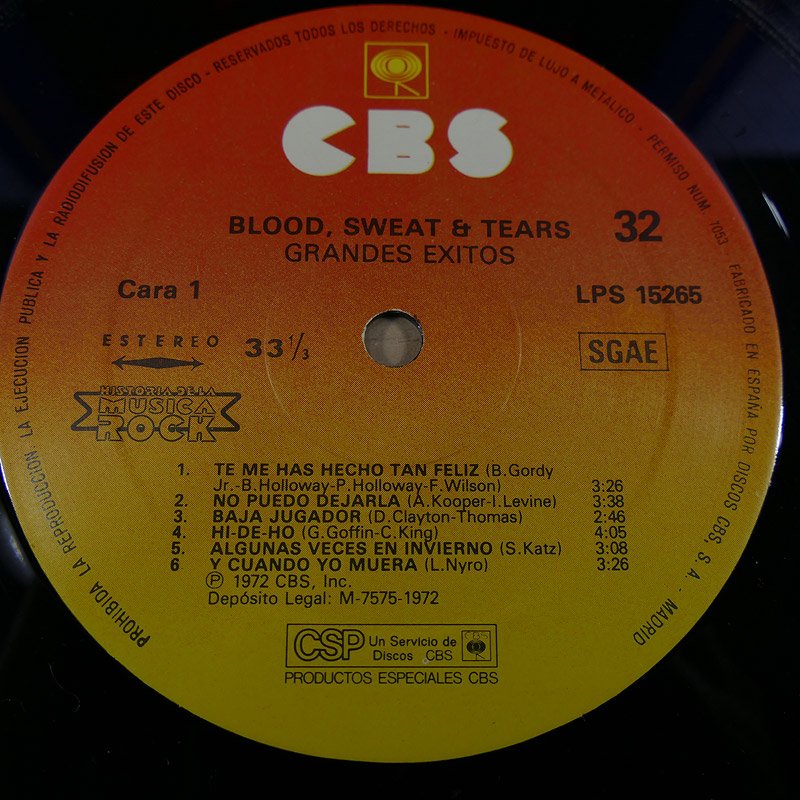 PROHIBIDA LA REPRODUCCION, LA EJECUCION PUBLICA Y LA RADIODIFUSION DE ESTE DISCO - RESERVADOS TODOS LOS DERECHOS - IMPUESTO DE LUJO A METALICO - PERMISO NUM. 7053 - FABRICADO EN ESPAÑA POR DISCOS CBS, S.A. - MADRID
CBS
BLOOD, SWEAT & TEARS 32
GRANDES EXITOS
Cara 1 LPS 15265
ESTEREO 33 1/3 SGAE
HISTORIA DE LA
MUSICA
ROCK
1. TE ME HAS HECHO TAN FELIZ (B.Gordy
Jr.-B.Holloway-P.Holloway-F.Wilson) 3:26
2. NO PUEDO DEJARLA (A.Kooper-I.Levine) 3:38
3. BAJA JUGADOR (D.Clayton-Thomas) 2:46
4. HI-DE-HO (G.Goffin-C.King) 4:05
5. ALGUNAS VECES EN INVIERNO (S.Katz) 3:08
6 Y CUANDO YO MUERA (L.Nyro) 3:26
Ⓟ 1972 CBS, Inc.
Depósito Legal: M-7575-1972
CSP Un Servicio de
Discos CBS
PRODUCTOS ESPECIALES CBS